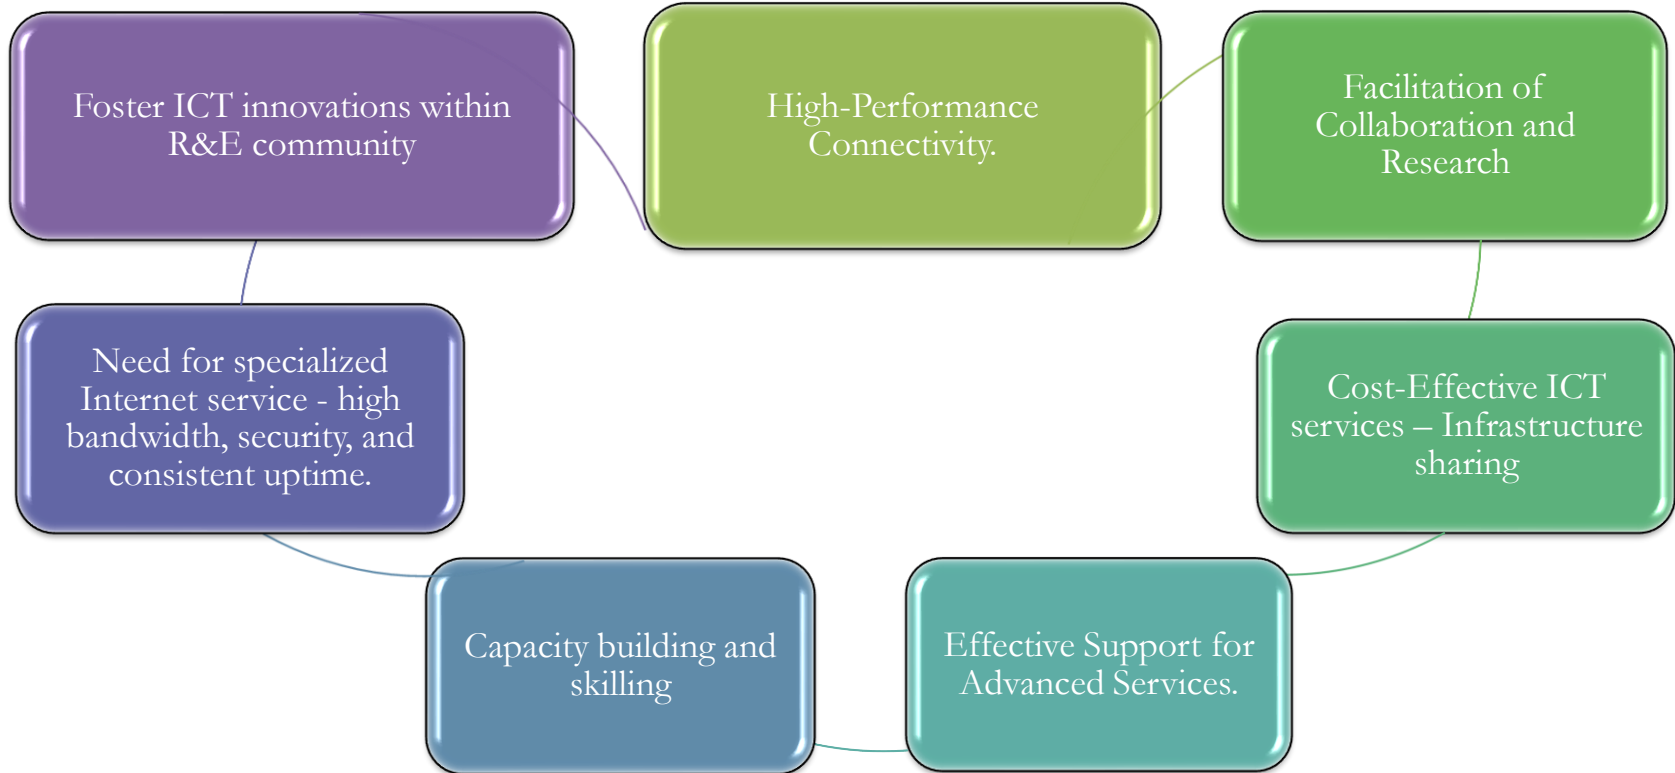 Foster ICT innovations within
R&E community
High-Performance
Connectivity.
Facilitation of
Collaboration and
Research
Need for specialized
Internet service - high
bandwidth, security, and
consistent uptime.
Cost-Effective ICT
services – Infrastructure
sharing
Capacity building and
skilling
Effective Support for
Advanced Services.